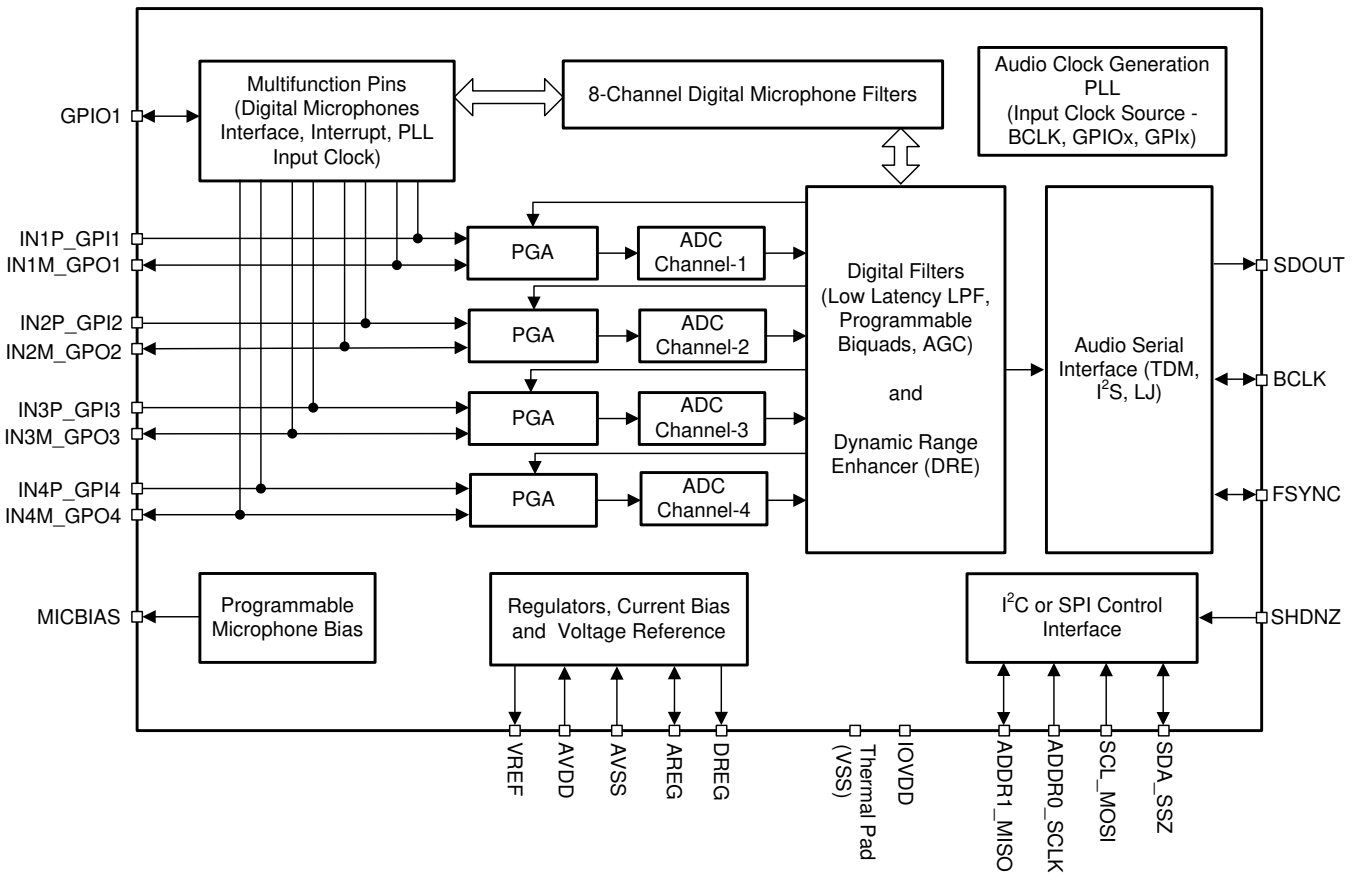 Multifunction Pins
(Digital Microphones
Interface, Interrupt, PLL
Input Clock)
8-Channel Digital Microphone Filters
Audio Clock Generation
PLL
(Input Clock Source -
BCLK, GPIOx, GPIx)
GPIO1
IN1P_GPI1
IN1M_GPO1
IN2P_GPI2
IN2M_GPO2
IN3P_GPI3
IN3M_GPO3
IN4P_GPI4
IN4M_GPO4
MICBIAS
PGA
ADC
Channel-1
PGA
ADC
Channel-2
PGA
ADC
Channel-3
PGA
ADC
Channel-4
Digital Filters
(Low Latency LPF,
Programmable
Biquads, AGC)
and
Dynamic Range
Enhancer (DRE)
Audio Serial
Interface (TDM,
I²S, LJ)
SDOUT
BCLK
FSYNC
SHDNZ
Programmable
Microphone Bias
Regulators, Current Bias
and Voltage Reference
I²C or SPI Control
Interface
VREF
AVDD
AVSS
AREG
DREG
Thermal Pad
(VSS)
IOVDD
ADDR1_MISO
ADDR0_SCLK
SCL_MOSI
SDA_SSZ